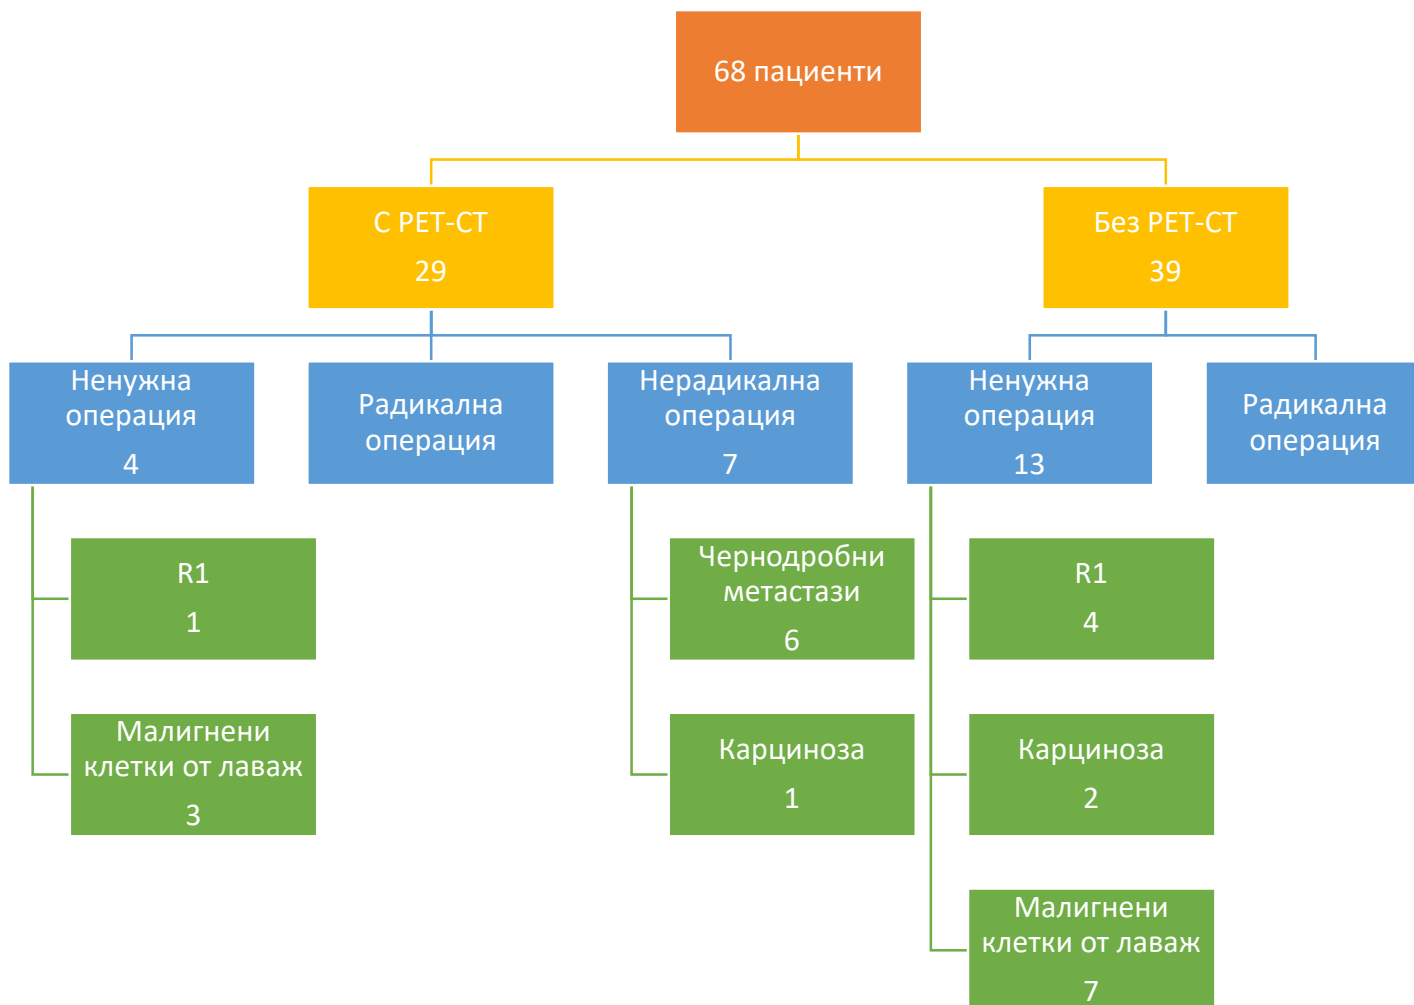 68 пациенти
С PET-CT
29
Без PET-CT
39
Ненужна
операция
4
Радикална
операция
Нерадикална
операция
7
Ненужна
операция
13
Радикална
операция
R1
1
Чернодробни
метастази
6
R1
4
Малигнени
клетки от лаваж
3
Карциноза
1
Карциноза
2
Малигнени
клетки от лаваж
7